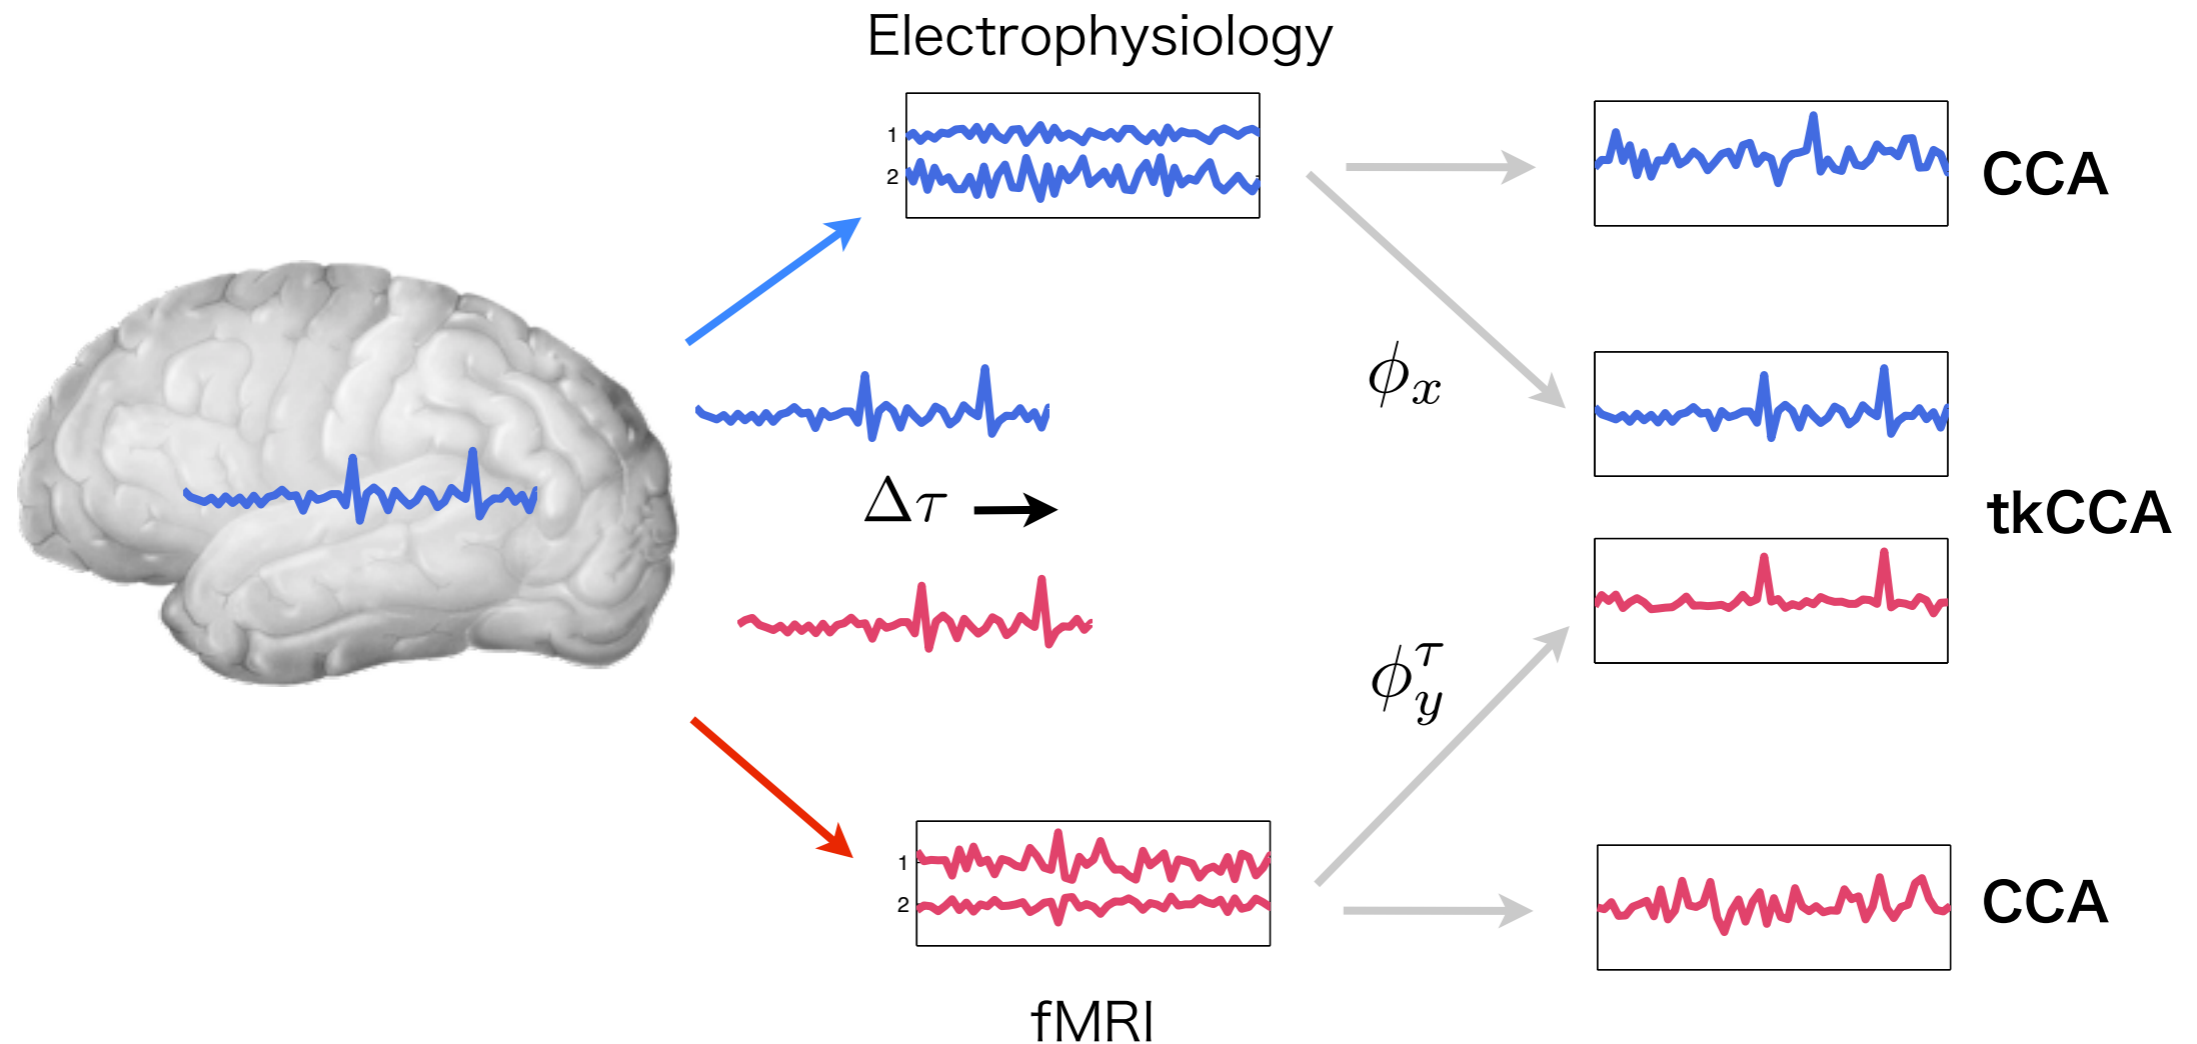 Electrophysiology
1
2
CCA
ϕx
Δτ
tkCCA
ϕyτ
1
2
CCA
fMRI